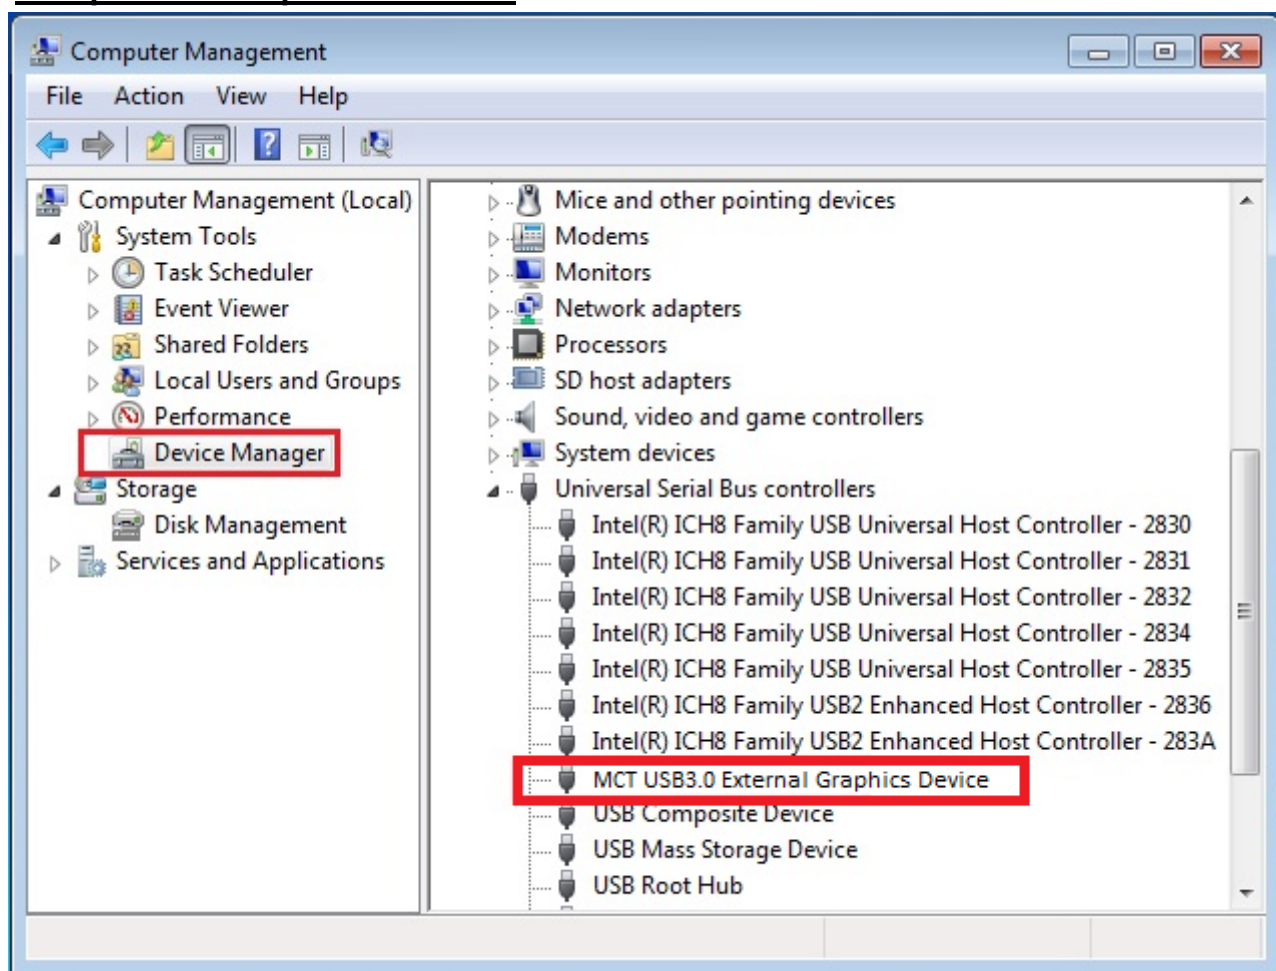 Computer Management
File Action View Help
Computer Management (Local)
System Tools
Task Scheduler
Event Viewer
Shared Folders
Local Users and Groups
Performance
Device Manager
Storage
Disk Management
Services and Applications
Mice and other pointing devices
Modems
Monitors
Network adapters
Processors
SD host adapters
Sound, video and game controllers
System devices
Universal Serial Bus controllers
Intel(R) ICH8 Family USB Universal Host Controller - 2830
Intel(R) ICH8 Family USB Universal Host Controller - 2831
Intel(R) ICH8 Family USB Universal Host Controller - 2832
Intel(R) ICH8 Family USB Universal Host Controller - 2834
Intel(R) ICH8 Family USB Universal Host Controller - 2835
Intel(R) ICH8 Family USB2 Enhanced Host Controller - 2836
Intel(R) ICH8 Family USB2 Enhanced Host Controller - 283A
MCT USB3.0 External Graphics Device
USB Composite Device
USB Mass Storage Device
USB Root Hub